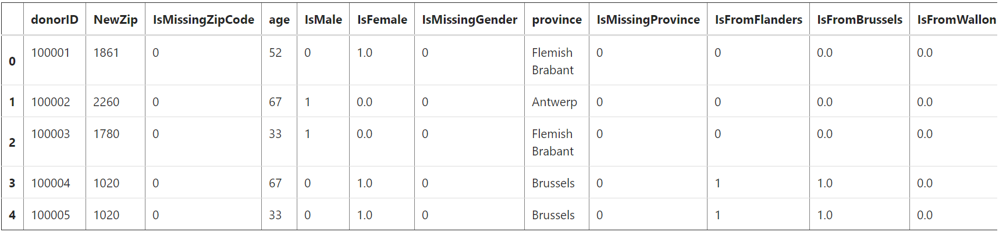 donorID NewZip IsMissingZipCode age IsMale IsFemale IsMissingGender province IsMissingProvince IsFromFlanders IsFromBrussels IsFromWallon
0 100001 1861 0 52 0 1.0 0 Flemish Brabant 0 0 0.0 0.0
1 100002 2260 0 67 1 0.0 0 Antwerp 0 0 0.0 0.0
2 100003 1780 0 33 1 0.0 0 Flemish Brabant 0 0 0.0 0.0
3 100004 1020 0 67 0 1.0 0 Brussels 0 1 1.0 0.0
4 100005 1020 0 33 0 1.0 0 Brussels 0 1 1.0 0.0